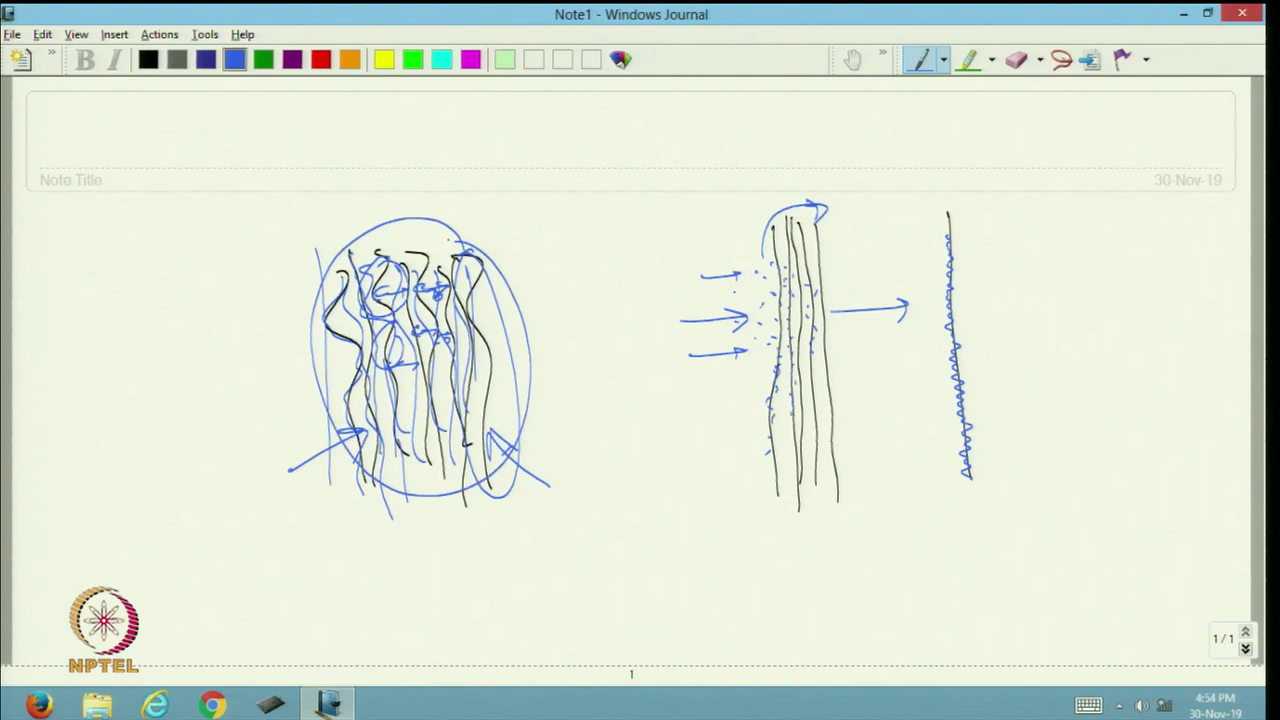 Note1 - Windows Journal
File Edit View Insert Actions Tools Help
B I
Note Title
30-Nov-19
NPTEL
1/1
1
4:54 PM
30-Nov-19